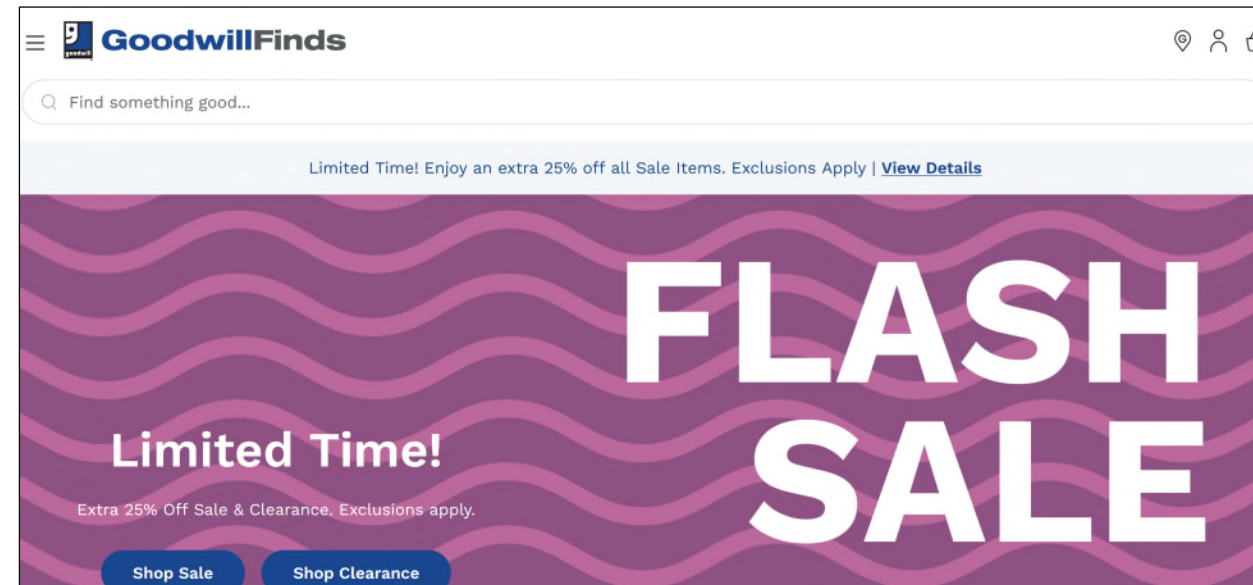 goodwill
GoodwillFinds
G
Find something good...
Limited Time! Enjoy an extra 25% off all Sale Items. Exclusions Apply | View Details
FLASH
SALE
Limited Time!
Extra 25% Off Sale & Clearance. Exclusions apply.
Shop Sale
Shop Clearance